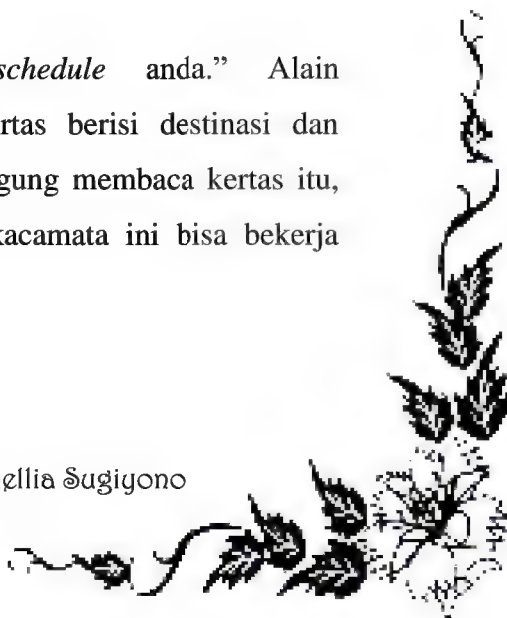 schedule anda.” Alain
rtas berisi destinasi dan
gung membaca kertas itu,
kacamata ini bisa bekerja
ellia Sugiyono